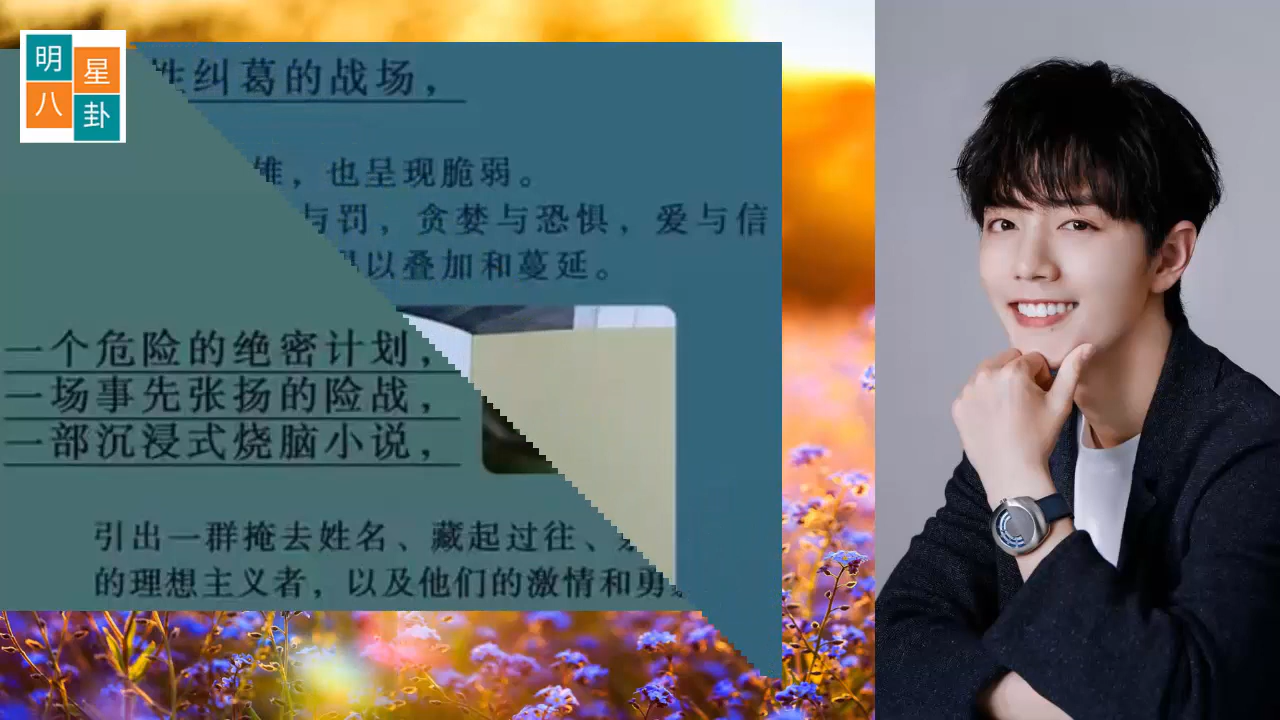 明星
八卦
性纠葛的战场，
雄，也呈现脆弱。
与罚，贪婪与恐惧，爱与信
以叠加和蔓延。
一个危险的绝密计划，
一场事先张扬的险战，
一部沉浸式烧脑小说，
引出一群掩去姓名、藏起过往、
的理想主义者，以及他们的激情和勇